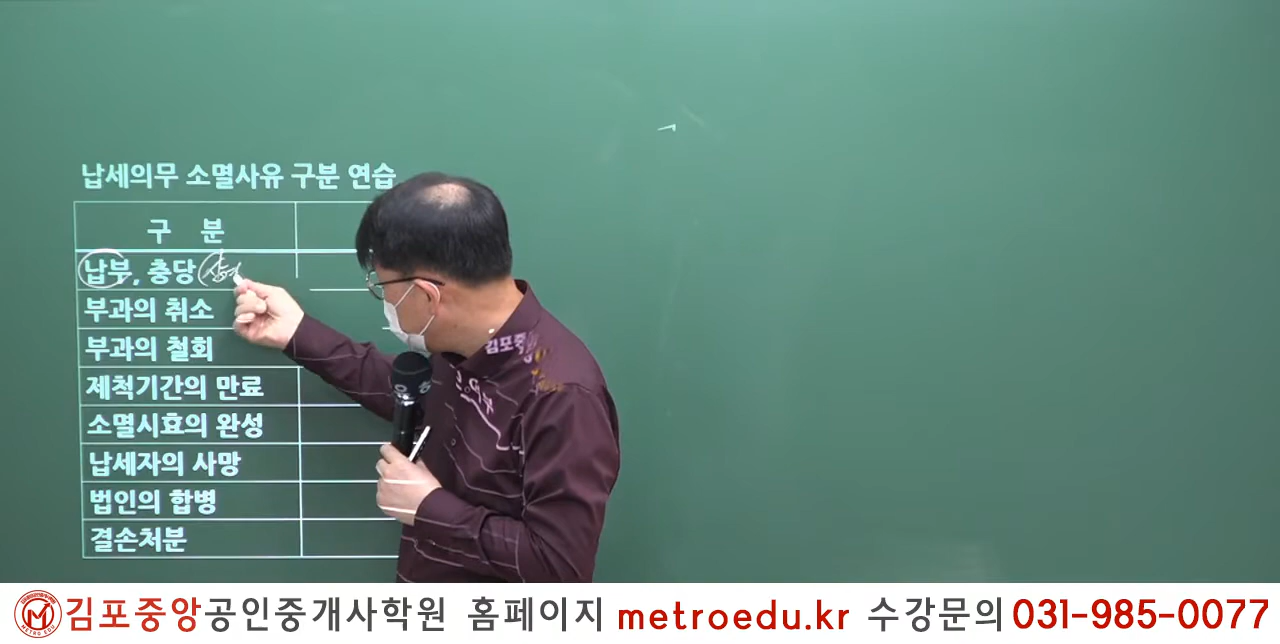 납세의무 소멸사유 구분 연습
구 분
납부, 충당 (상계
부과의 취소
부과의 철회
제척기간의 만료
소멸시효의 완성
납세자의 사망
법인의 합병
결손처분
김포중앙공인중개사학원 홈페이지 metroedu.kr 수강문의 031-985-0077